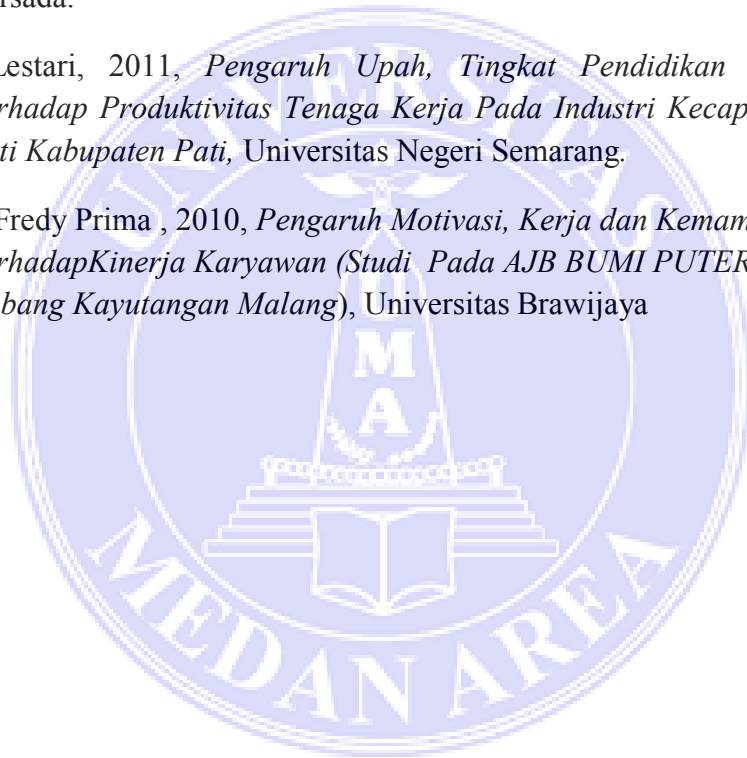 rsada.
Lestari, 2011, Pengaruh Upah, Tingkat Pendidikan
rhadap Produktivitas Tenaga Kerja Pada Industri Kecap
ti Kabupaten Pati, Universitas Negeri Semarang.
Fredy Prima , 2010, Pengaruh Motivasi, Kerja dan Kemam
rhadapKinerja Karyawan (Studi Pada AJB BUMI PUTER
bang Kayutangan Malang), Universitas Brawijaya
UNIVERSITAS
UMA
MEDAN AREA